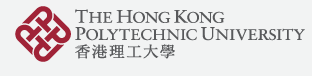 THE HONG KONG
POLYTECHNIC UNIVERSITY
香港理工大學